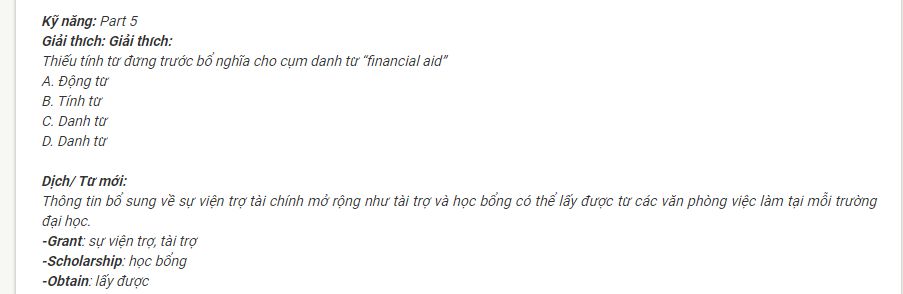 Kỹ năng: Part 5
Giải thích: Giải thích:
Thiếu tính từ đứng trước bổ nghĩa cho cụm danh từ “financial aid”
A. Động từ
B. Tính từ
C. Danh từ
D. Danh từ
Dịch/ Từ mới:
Thông tin bổ sung về sự viện trợ tài chính mở rộng như tài trợ và học bổng có thể lấy được từ các văn phòng việc làm tại mỗi trường
đại học.
-Grant: sự viện trợ, tài trợ
-Scholarship: học bổng
-Obtain: lấy được